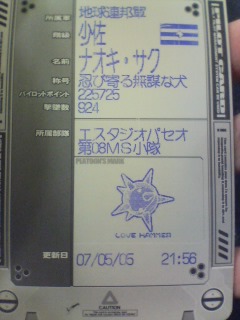 所属軍 地球連邦軍
階級 少佐
名前 ナオキ・サク
称号 忍び寄る無謀な犬
パイロットポイント 225725
撃墜数 924
所属部隊 エスタジオパセオ
第08MS小隊
PLATOON'S MARK
LOVE HAMMER
更新日 07/05/05 21:56
CAUTION